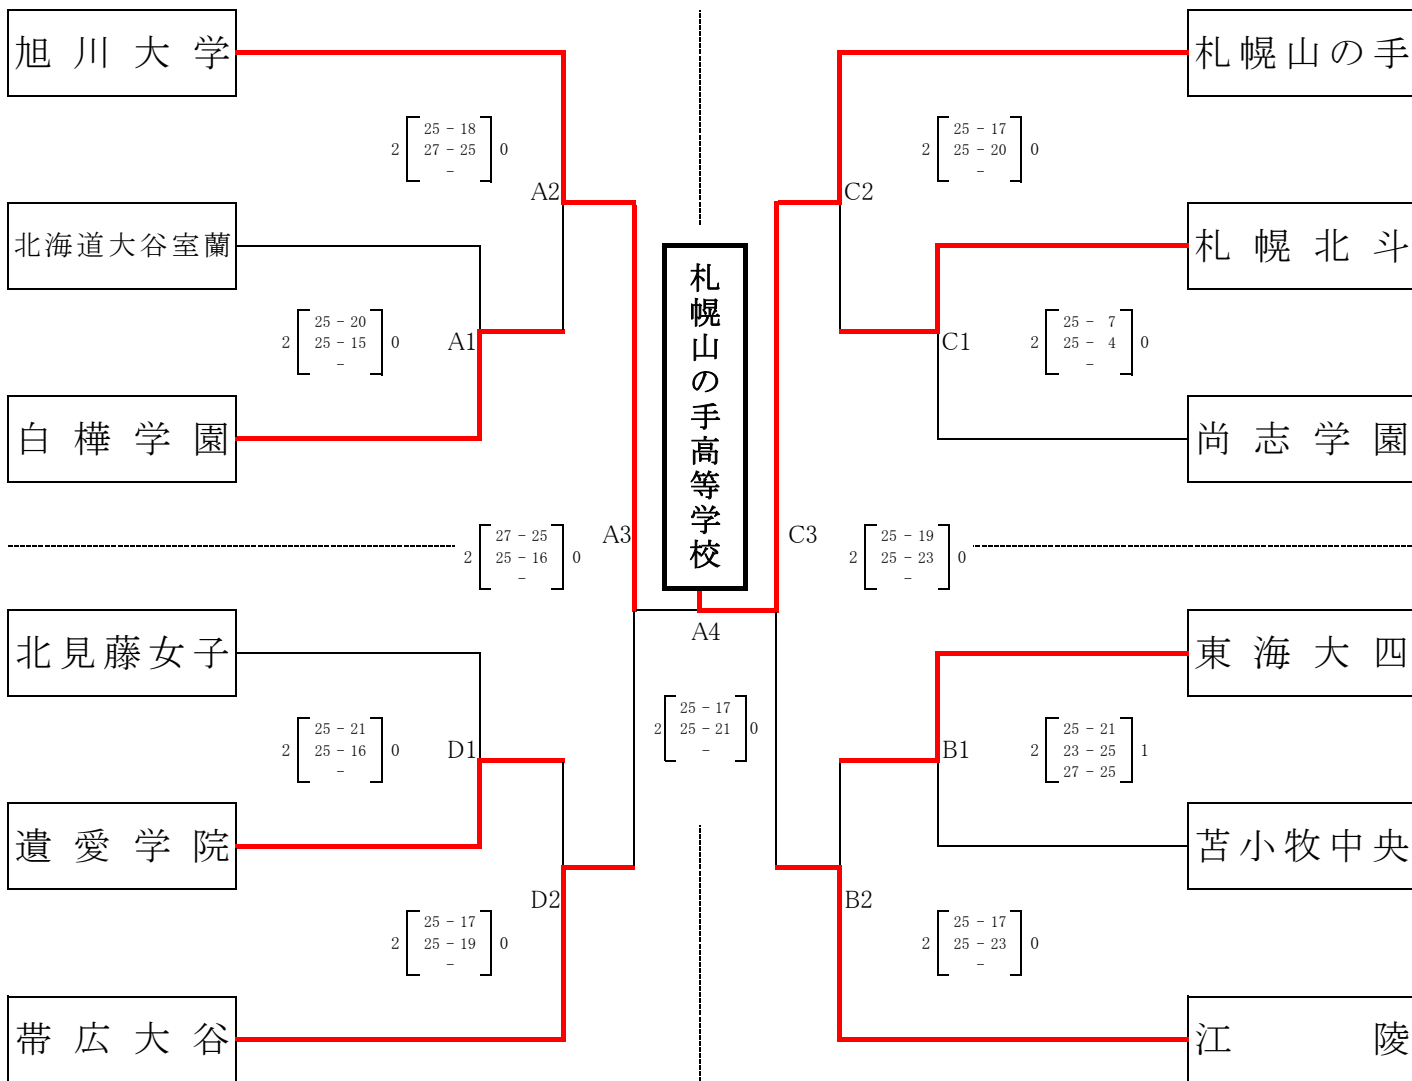 旭川大学
札幌山の手
25 - 18
2 27 - 25 0
-
25 - 17
2 25 - 20 0
-
A2
C2
北海道大谷室蘭
札幌北斗
札幌山の手高等学校
25 - 20
2 25 - 15 0
-
A1
C1
25 - 7
2 25 - 4 0
-
白樺学園
尚志学園
27 - 25
2 25 - 16 0
-
A3
C3
25 - 19
2 25 - 23 0
-
A4
北見藤女子
東海大四
25 - 21
2 25 - 16 0
-
D1
25 - 17
2 25 - 21 0
-
B1
25 - 21
2 23 - 25 1
27 - 25
遺愛学院
苫小牧中央
D2
B2
25 - 17
2 25 - 19 0
-
25 - 17
2 25 - 23 0
-
帯広大谷
江陵